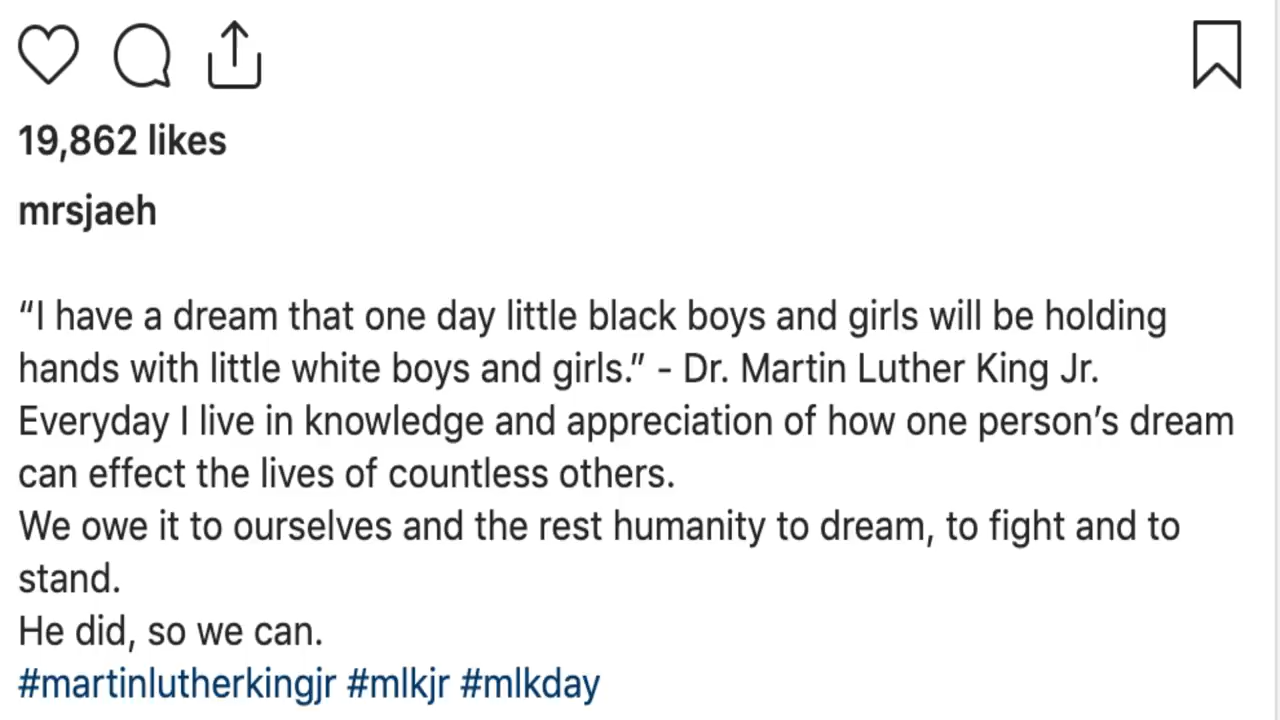 19,862 likes
mrsjaeh
“I have a dream that one day little black boys and girls will be holding
hands with little white boys and girls.” - Dr. Martin Luther King Jr.
Everyday I live in knowledge and appreciation of how one person’s dream
can effect the lives of countless others.
We owe it to ourselves and the rest humanity to dream, to fight and to
stand.
He did, so we can.
#martinlutherkingjr #mlkjr #mlkday